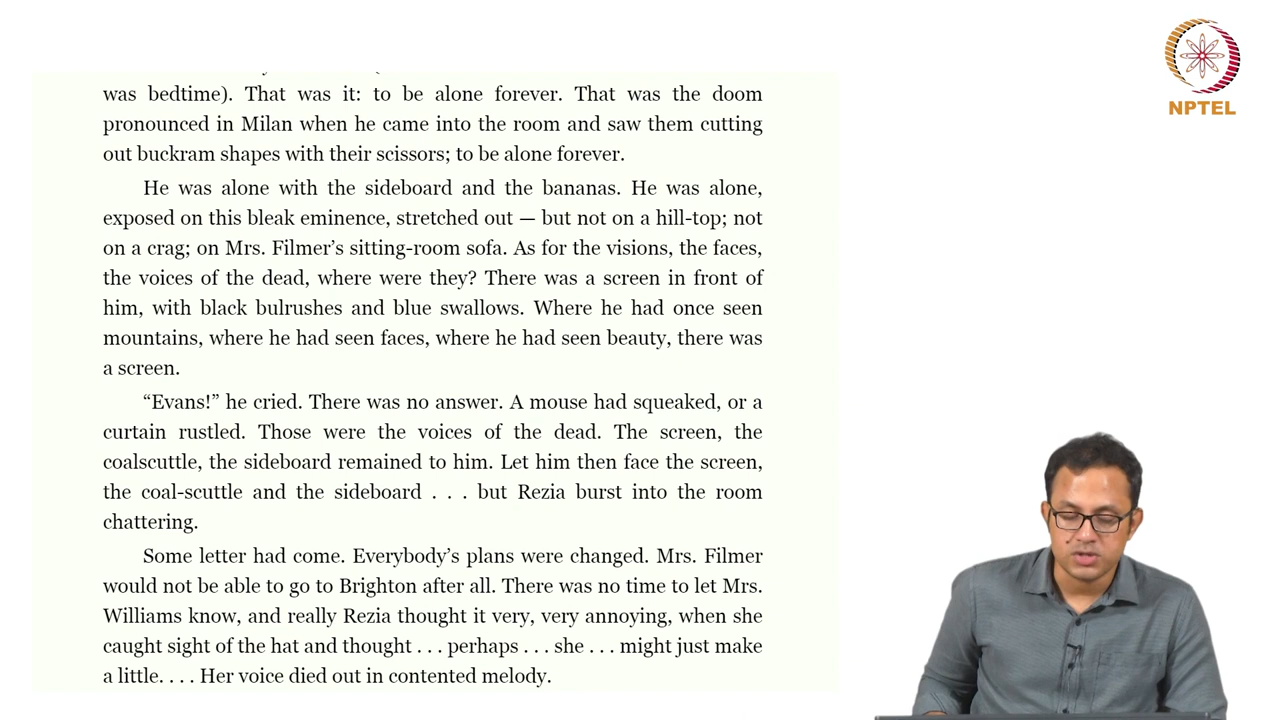 was bedtime). That was it: to be alone forever. That was the doom
pronounced in Milan when he came into the room and saw them cutting
out buckram shapes with their scissors; to be alone forever.
He was alone with the sideboard and the bananas. He was alone,
exposed on this bleak eminence, stretched out — but not on a hill-top; not
on a crag; on Mrs. Filmer’s sitting-room sofa. As for the visions, the faces,
the voices of the dead, where were they? There was a screen in front of
him, with black bulrushes and blue swallows. Where he had once seen
mountains, where he had seen faces, where he had seen beauty, there was
a screen.
“Evans!” he cried. There was no answer. A mouse had squeaked, or a
curtain rustled. Those were the voices of the dead. The screen, the
coalscuttle, the sideboard remained to him. Let him then face the screen,
the coal-scuttle and the sideboard . . . but Rezia burst into the room
chattering.
Some letter had come. Everybody’s plans were changed. Mrs. Filmer
would not be able to go to Brighton after all. There was no time to let Mrs.
Williams know, and really Rezia thought it very, very annoying, when she
caught sight of the hat and thought . . . perhaps . . . she . . . might just make
a little. . . . Her voice died out in contented melody.
NPTEL